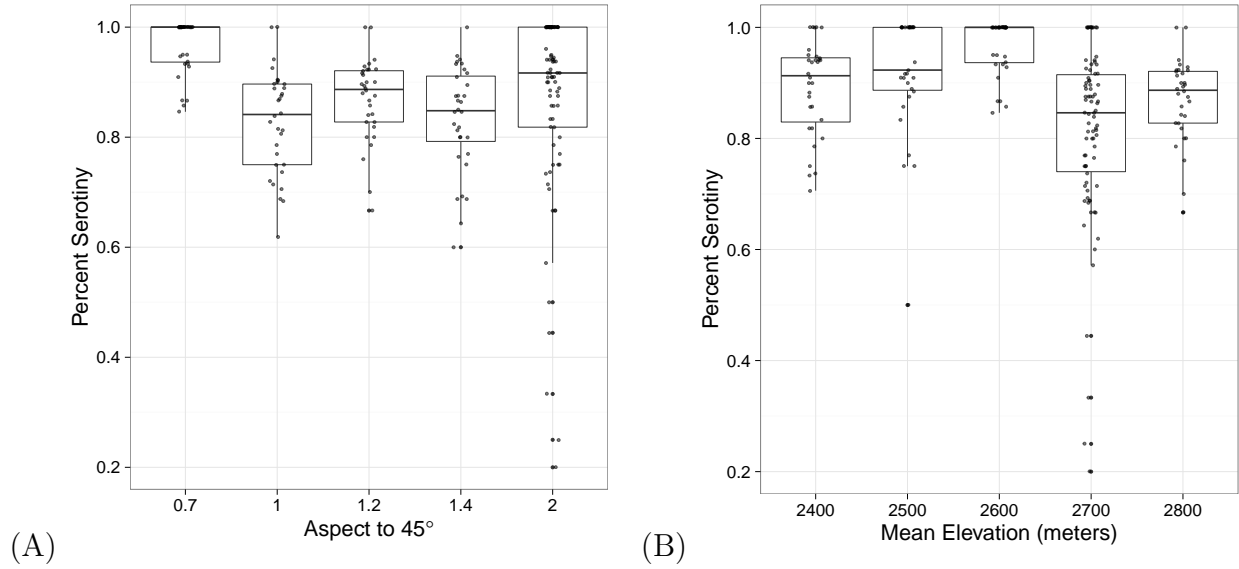 1.0
0.8
0.6
0.4
0.2
Percent Serotiny
0.7 1 1.2 1.4 2
Aspect to 45°
(A)
1.0
0.8
0.6
0.4
0.2
Percent Serotiny
2400 2500 2600 2700 2800
Mean Elevation (meters)
(B)